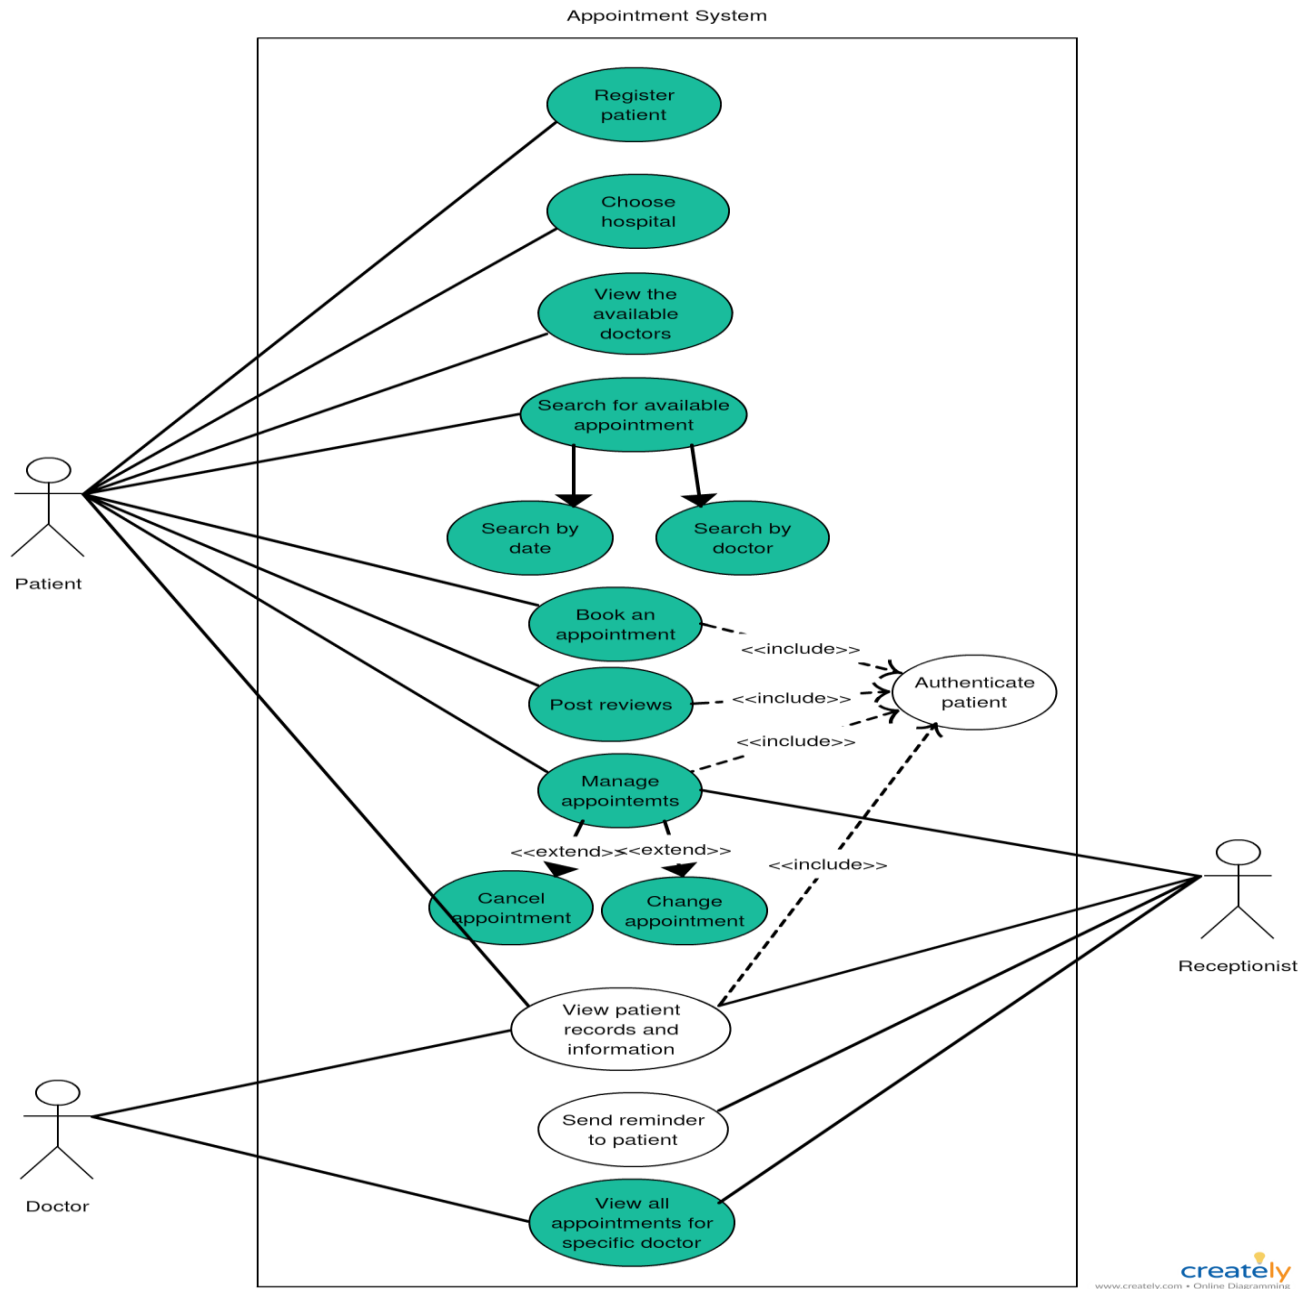 Appointment System
Register
patient
Choose
hospital
View the
available
doctors
Search for available
appointment
Search by
date
Search by
doctor
Patient
Book an
appointment
<<include>>
Authenticate
patient
Post reviews
<<include>>
<<include>>
Manage
appointemts
<<extend>>
<<extend>>
<<include>>
Cancel
appointment
Change
appointment
Receptionist
View patient
records and
information
Send reminder
to patient
Doctor
View all
appointments for
specific doctor
creately
www.creately.com • Online Diagramming